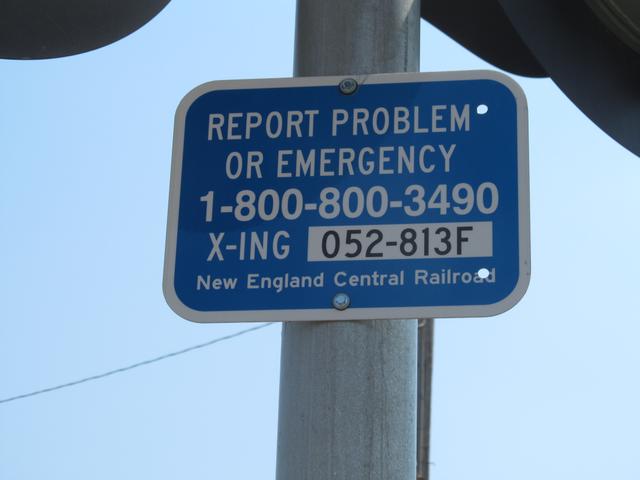 REPORT PROBLEM
OR EMERGENCY
1-800-800-3490
X-ING 052-813F
New England Central Railroad